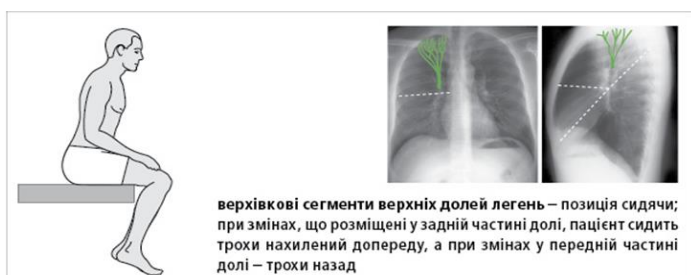 верхівкові сегменти верхніх долей легень – позиція сидячи;
при змінах, що розміщені у задній частині долі, пацієнт сидить
трохи нахилений допереду, а при змінах у передній частині
долі – трохи назад